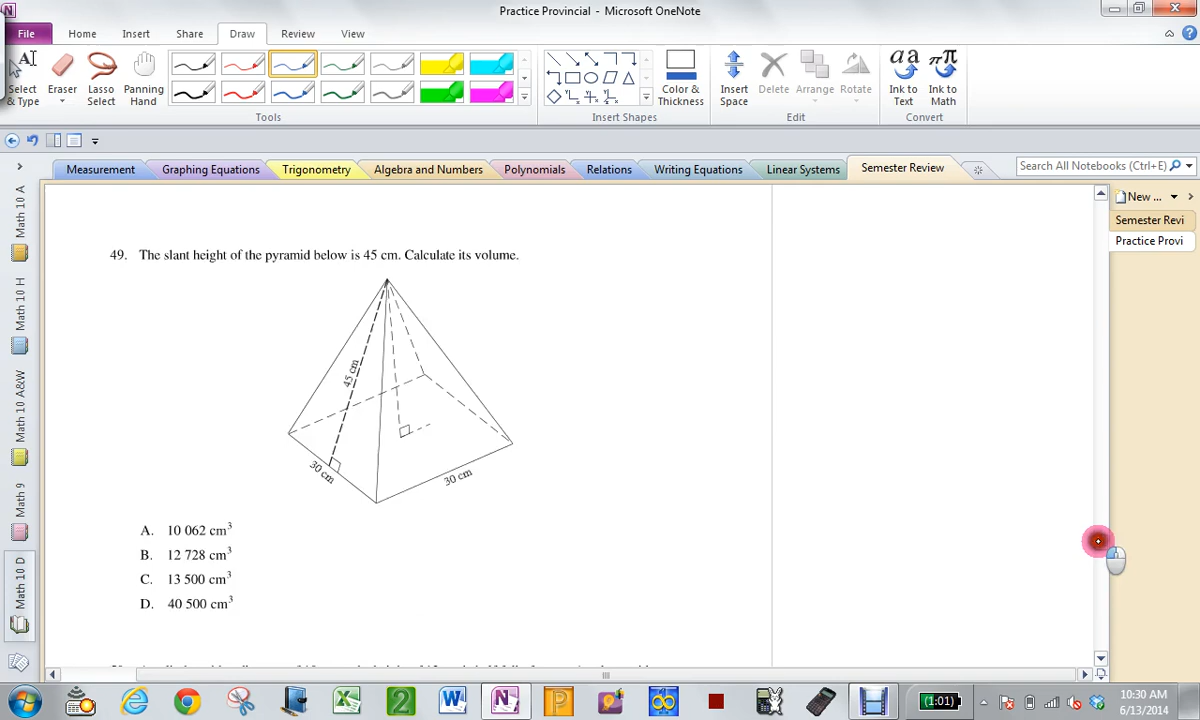 Practice Provincial - Microsoft OneNote
File Home Insert Share Draw Review View
Select & Type
Eraser
Lasso Select
Panning Hand
Color & Thickness
Insert Space
Delete
Arrange
Rotate
Ink to Text
Ink to Math
Tools
Insert Shapes
Edit
Convert
Measurement Graphing Equations Trigonometry Algebra and Numbers Polynomials Relations Writing Equations Linear Systems Semester Review
Search All Notebooks (Ctrl+E)
New ...
Semester Revi
Practice Provi
Math 10 A
Math 10 H
Math 10 A&W
Math 9
Math 10 D
49. The slant height of the pyramid below is 45 cm. Calculate its volume.
45 cm
30 cm
30 cm
A. 10 062 cm³
B. 12 728 cm³
C. 13 500 cm³
D. 40 500 cm³
(1:01)
10:30 AM
6/13/2014